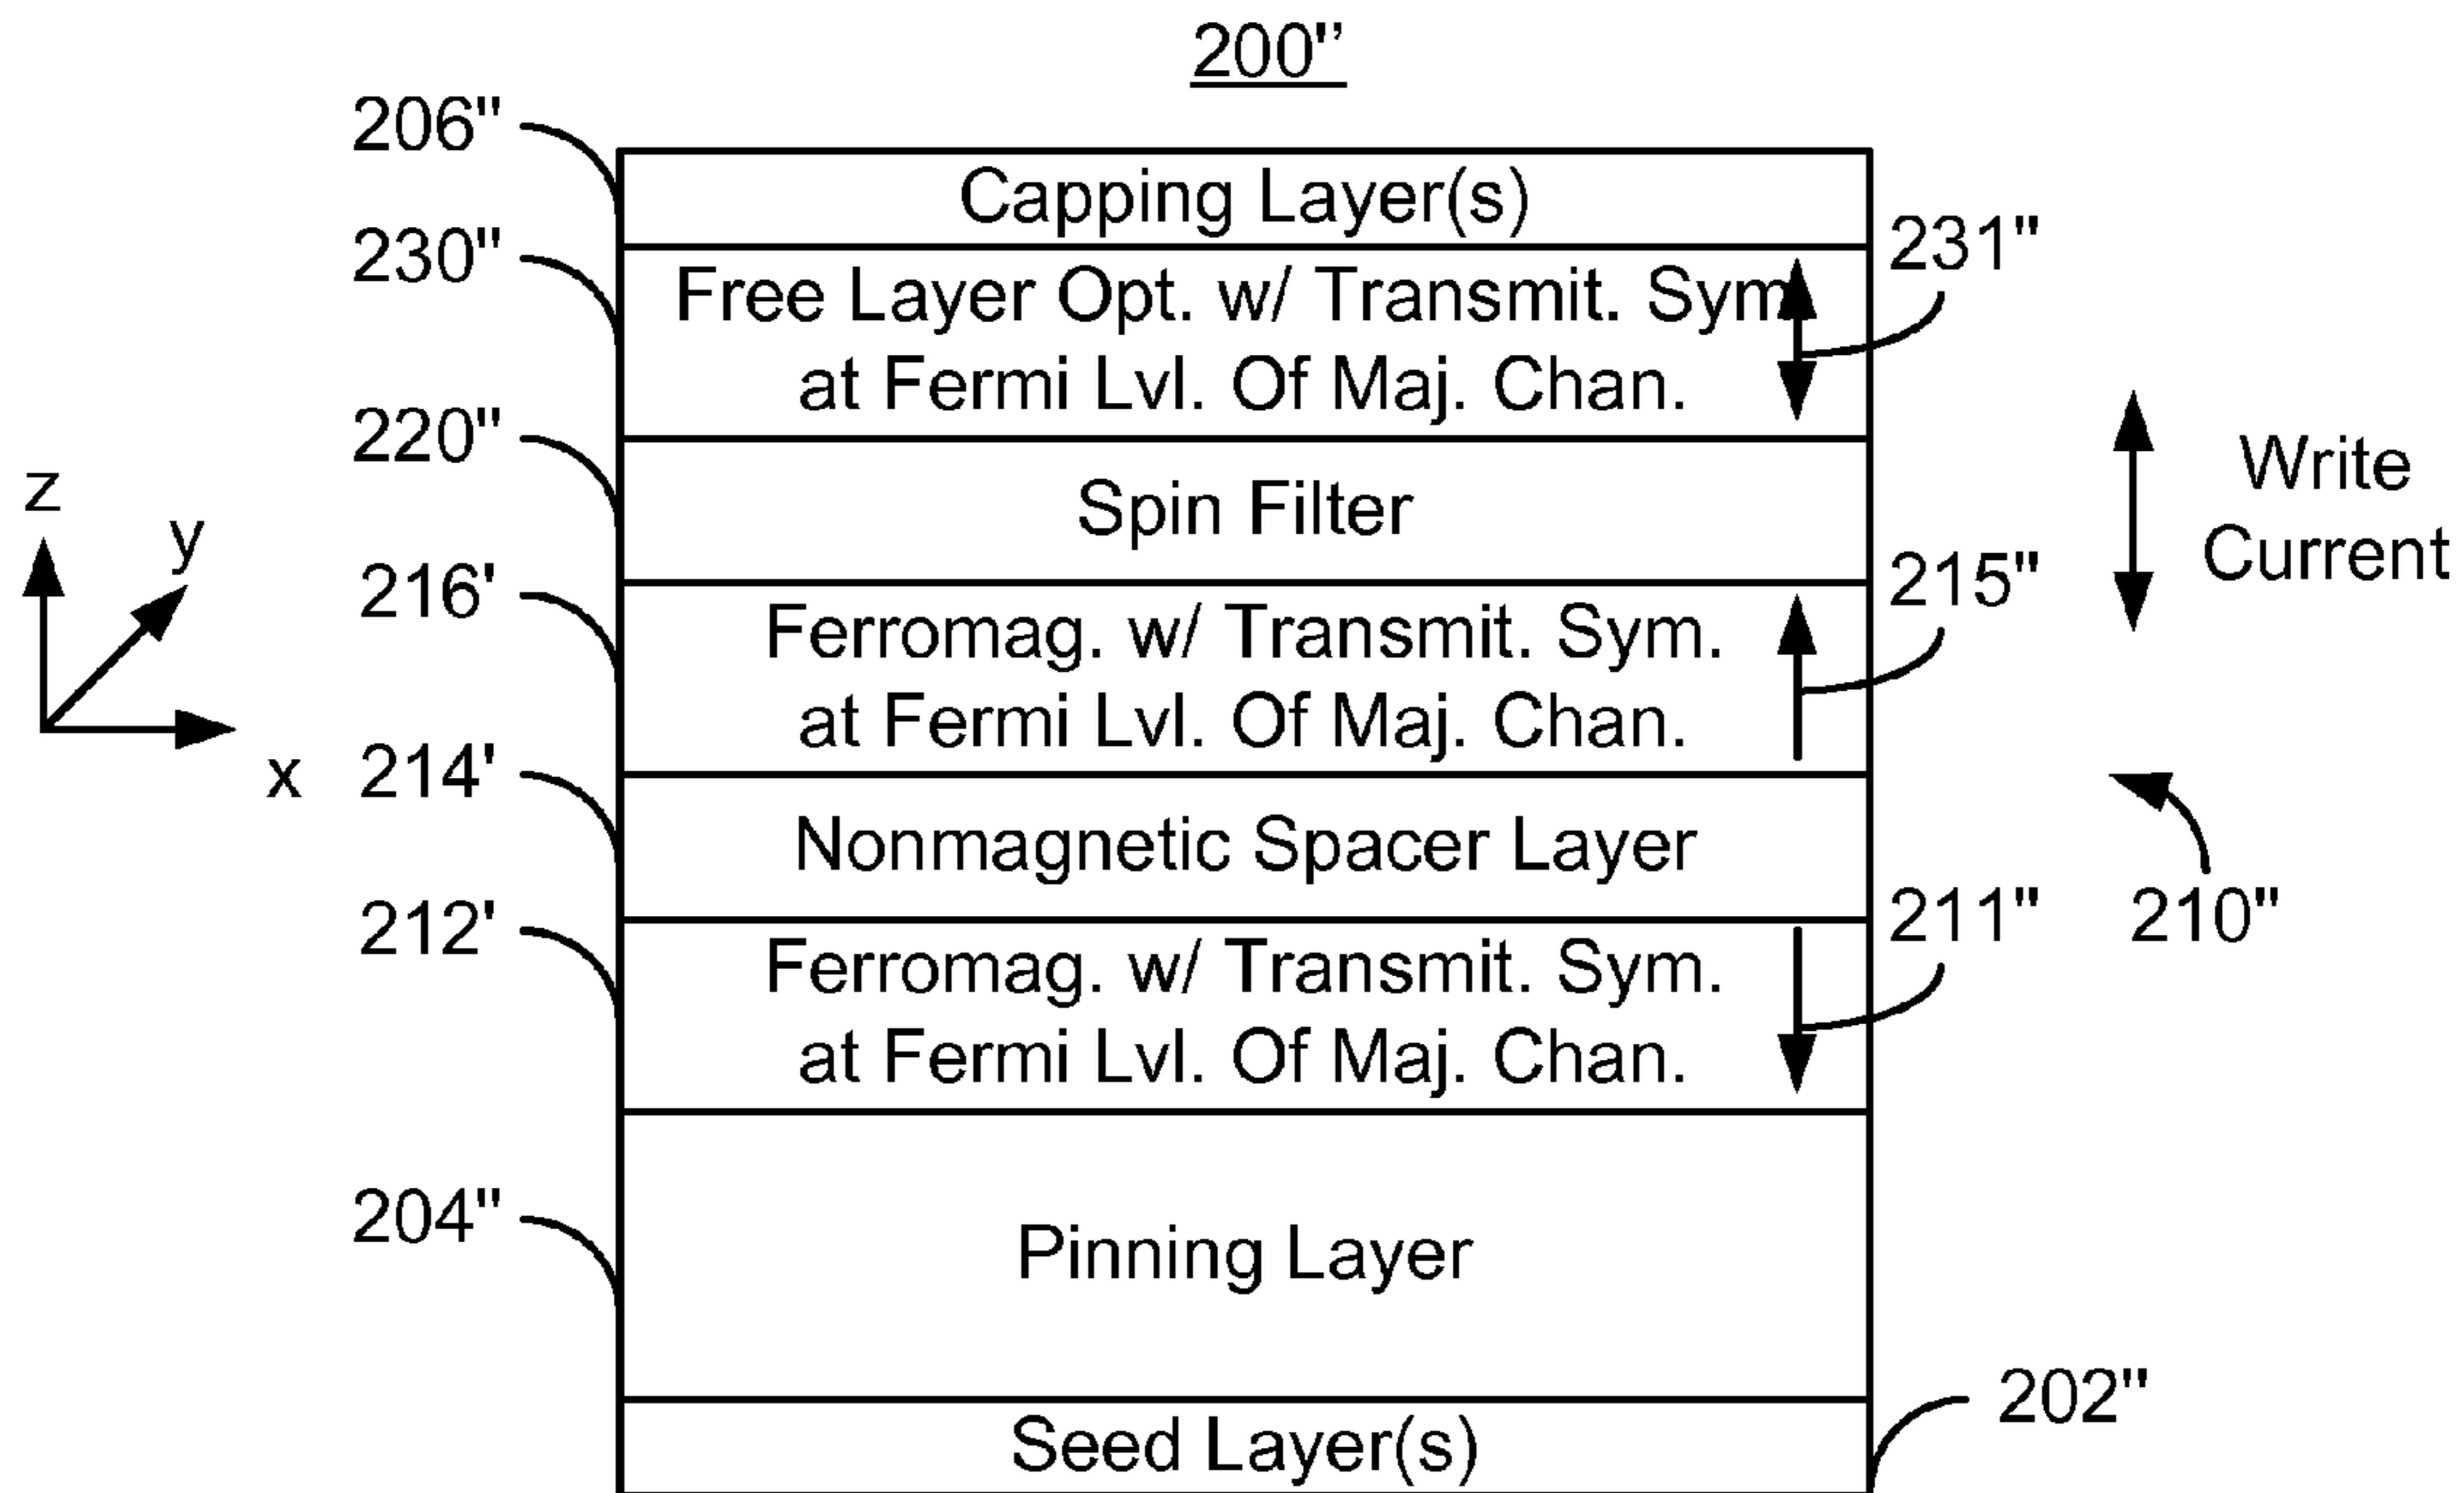 200"'
206"
Capping Layer(s)
230"
231"
Free Layer Opt. w/ Transmit. Sym.
at Fermi Lvl. Of Maj. Chan.
220"
Spin Filter
Write
Current
z
y
x
216'
215"
Ferromag. w/ Transmit. Sym.
at Fermi Lvl. Of Maj. Chan.
214'
Nonmagnetic Spacer Layer
212'
211"
210"
Ferromag. w/ Transmit. Sym.
at Fermi Lvl. Of Maj. Chan.
204"
Pinning Layer
202"
Seed Layer(s)